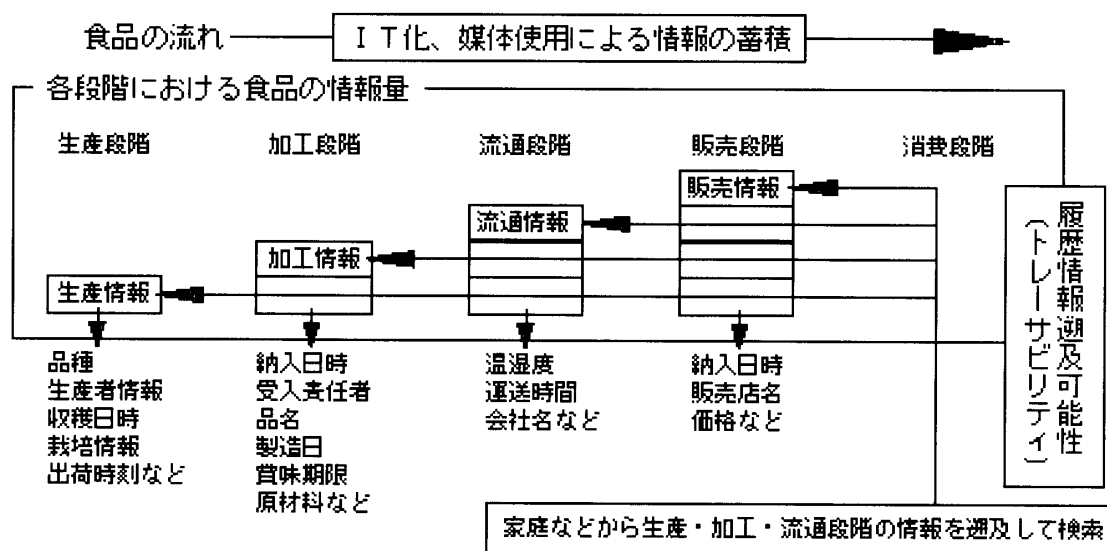 食品の流れ
ＩＴ化、媒体使用による情報の蓄積
各段階における食品の情報量
生産段階
加工段階
流通段階
販売段階
消費段階
販売情報
流通情報
加工情報
生産情報
品種
生産者情報
収穫日時
栽培情報
出荷時刻など
納入日時
受入責任者
品名
製造日
賞味期限
原材料など
温湿度
運送時間
会社名など
納入日時
販売店名
価格など
履歴情報遡及可能性
（トレーサビリティ）
家庭などから生産・加工・流通段階の情報を遡及して検索